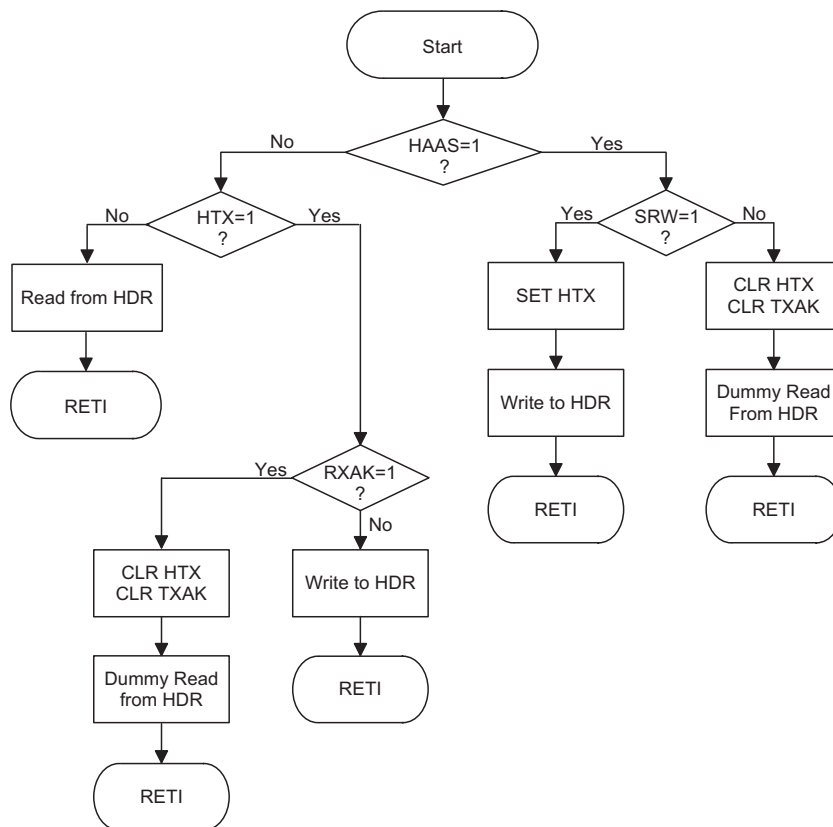 Start
No
HAAS=1
?
Yes
No
HTX=1
?
Yes
Yes
SRW=1
?
No
Read from HDR
SET HTX
CLR HTX
CLR TXAK
RETI
Write to HDR
Dummy Read
From HDR
Yes
RXAK=1
?
No
RETI
RETI
CLR HTX
CLR TXAK
Write to HDR
Dummy Read
from HDR
RETI
RETI